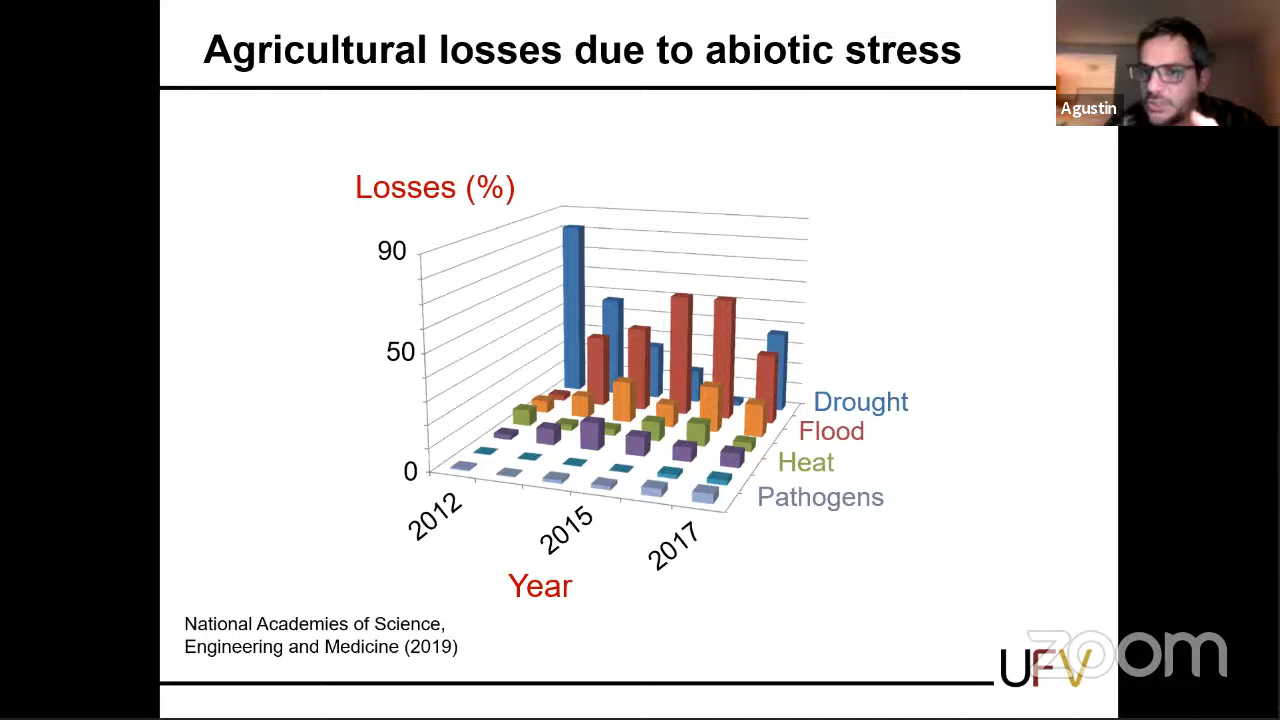 Agricultural losses due to abiotic stress
Agustin
Losses (%)
90
50
0
Drought
Flood
Heat
Pathogens
2012
2015
2017
Year
National Academies of Science,
Engineering and Medicine (2019)
UFV
zoom